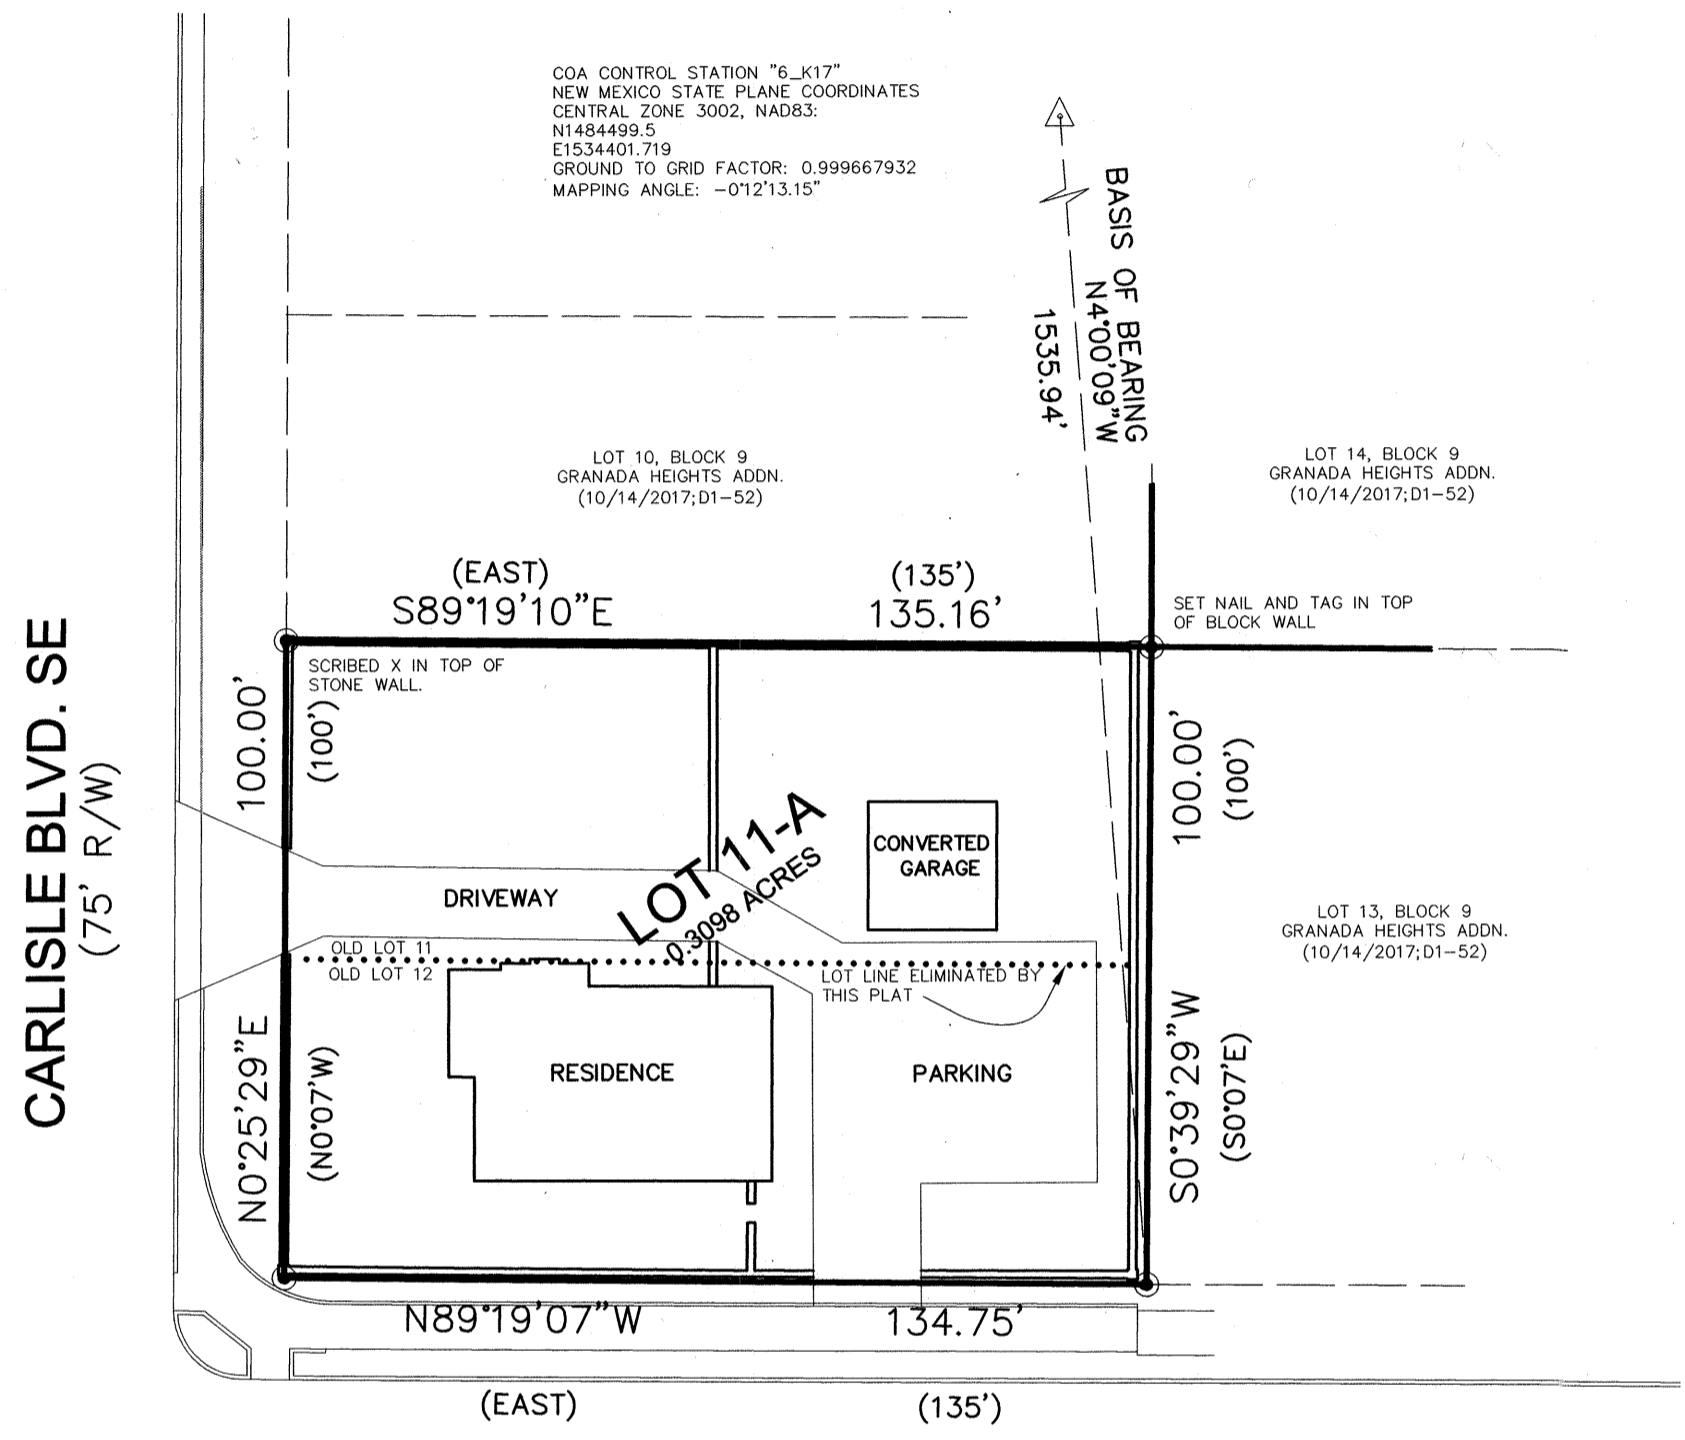 COA CONTROL STATION "6_K17"
NEW MEXICO STATE PLANE COORDINATES
CENTRAL ZONE 3002, NAD83:
N1484499.5
E1534401.719
GROUND TO GRID FACTOR: 0.999667932
MAPPING ANGLE: -0°12'13.15"
BASIS OF BEARING
N4°00'09"W
1535.94'
LOT 10, BLOCK 9
GRANADA HEIGHTS ADDN.
(10/14/2017;D1-52)
LOT 14, BLOCK 9
GRANADA HEIGHTS ADDN.
(10/14/2017;D1-52)
(EAST)
S89°19'10"E
(135')
135.16'
SET NAIL AND TAG IN TOP
OF BLOCK WALL
SCRIBED X IN TOP OF
STONE WALL.
CARLISLE BLVD. SE
(75' R/W)
100.00'
(100')
N0°25'29"E
(N0°07'W)
100.00'
(100')
S0°39'29"W
(S0°07'E)
LOT 11-A
0.3098 ACRES
CONVERTED
GARAGE
DRIVEWAY
OLD LOT 11
OLD LOT 12
LOT LINE ELIMINATED BY
THIS PLAT
LOT 13, BLOCK 9
GRANADA HEIGHTS ADDN.
(10/14/2017;D1-52)
RESIDENCE
PARKING
N89°19'07"W
134.75'
(EAST)
(135')